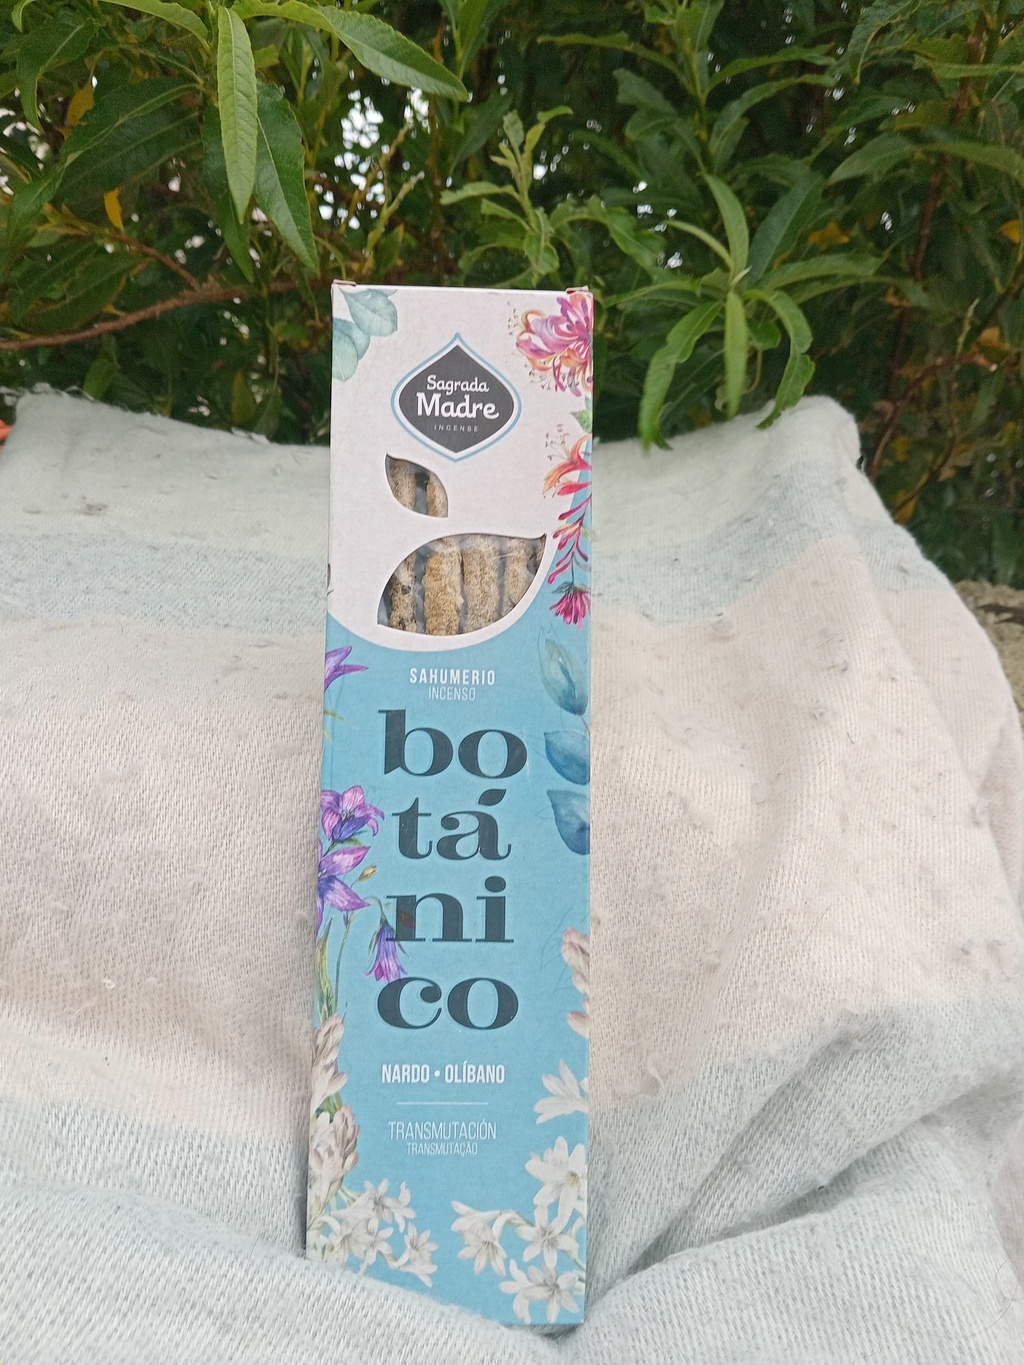 Sagrada
Madre
INCENSE
SAHUMERIO
INCENSO
bo
tá
ni
co
NARDO • OLÍBANO
TRANSMUTACIÓN
TRANSMUTAÇÃO